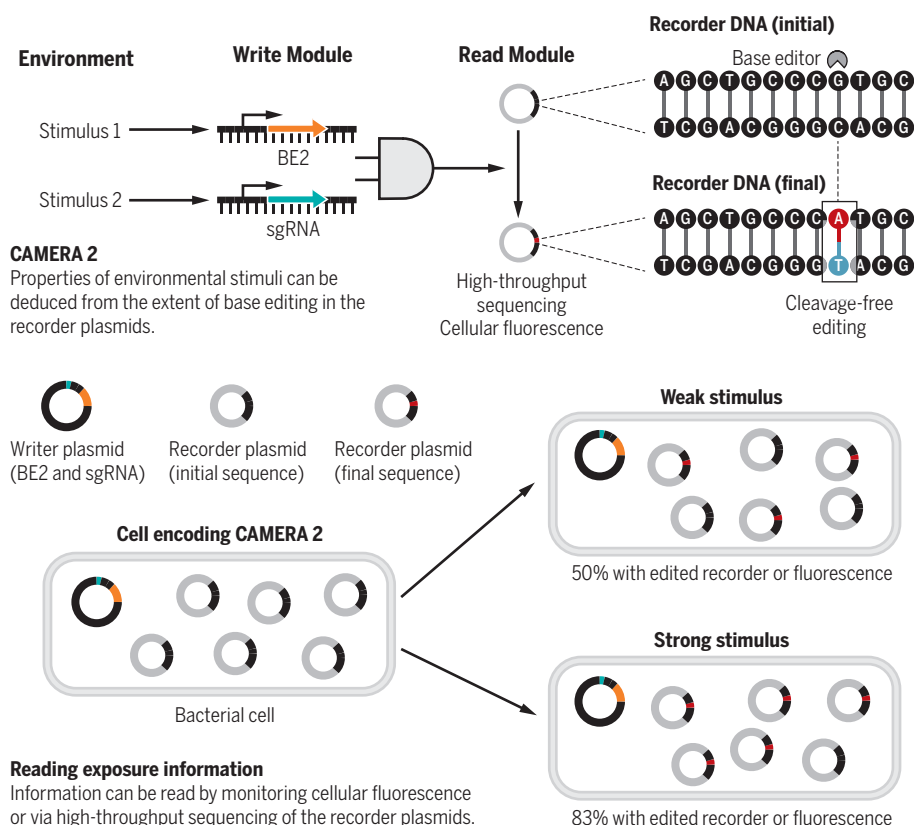 Environment
Write Module
Read Module
Recorder DNA (initial)
Base editor
A G C T G C C C G T G C
T C G A C G G G C A C G
Stimulus 1
BE2
Stimulus 2
sgRNA
Recorder DNA (final)
A G C T G C C C A T G C
T C G A C G G G T A C G
CAMERA 2
Properties of environmental stimuli can be
deduced from the extent of base editing in the
recorder plasmids.
High-throughput
sequencing
Cellular fluorescence
Cleavage-free
editing
Writer plasmid
(BE2 and sgRNA)
Recorder plasmid
(initial sequence)
Recorder plasmid
(final sequence)
Weak stimulus
50% with edited recorder or fluorescence
Cell encoding CAMERA 2
Bacterial cell
Strong stimulus
83% with edited recorder or fluorescence
Reading exposure information
Information can be read by monitoring cellular fluorescence
or via high-throughput sequencing of the recorder plasmids.